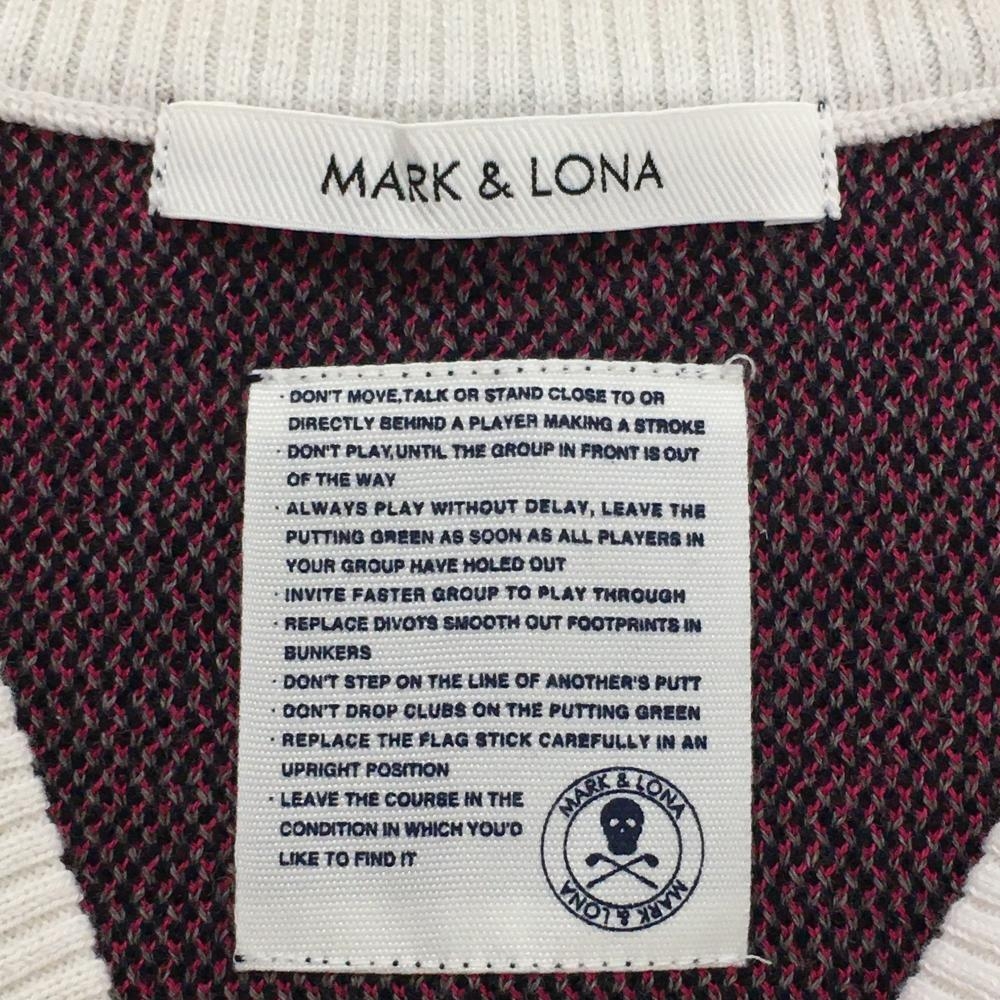 MARK & LONA
· DON'T MOVE,TALK OR STAND CLOSE TO OR
DIRECTLY BEHIND A PLAYER MAKING A STROKE
· DON'T PLAY,UNTIL THE GROUP IN FRONT IS OUT
OF THE WAY
· ALWAYS PLAY WITHOUT DELAY, LEAVE THE
PUTTING GREEN AS SOON AS ALL PLAYERS IN
YOUR GROUP HAVE HOLED OUT
· INVITE FASTER GROUP TO PLAY THROUGH
· REPLACE DIVOTS SMOOTH OUT FOOTPRINTS IN
BUNKERS
· DON'T STEP ON THE LINE OF ANOTHER'S PUTT
· DON'T DROP CLUBS ON THE PUTTING GREEN
· REPLACE THE FLAG STICK CAREFULLY IN AN
UPRIGHT POSITION
· LEAVE THE COURSE IN THE
CONDITION IN WHICH YOU'D
LIKE TO FIND IT
MARK & LONA
MARK & LONA